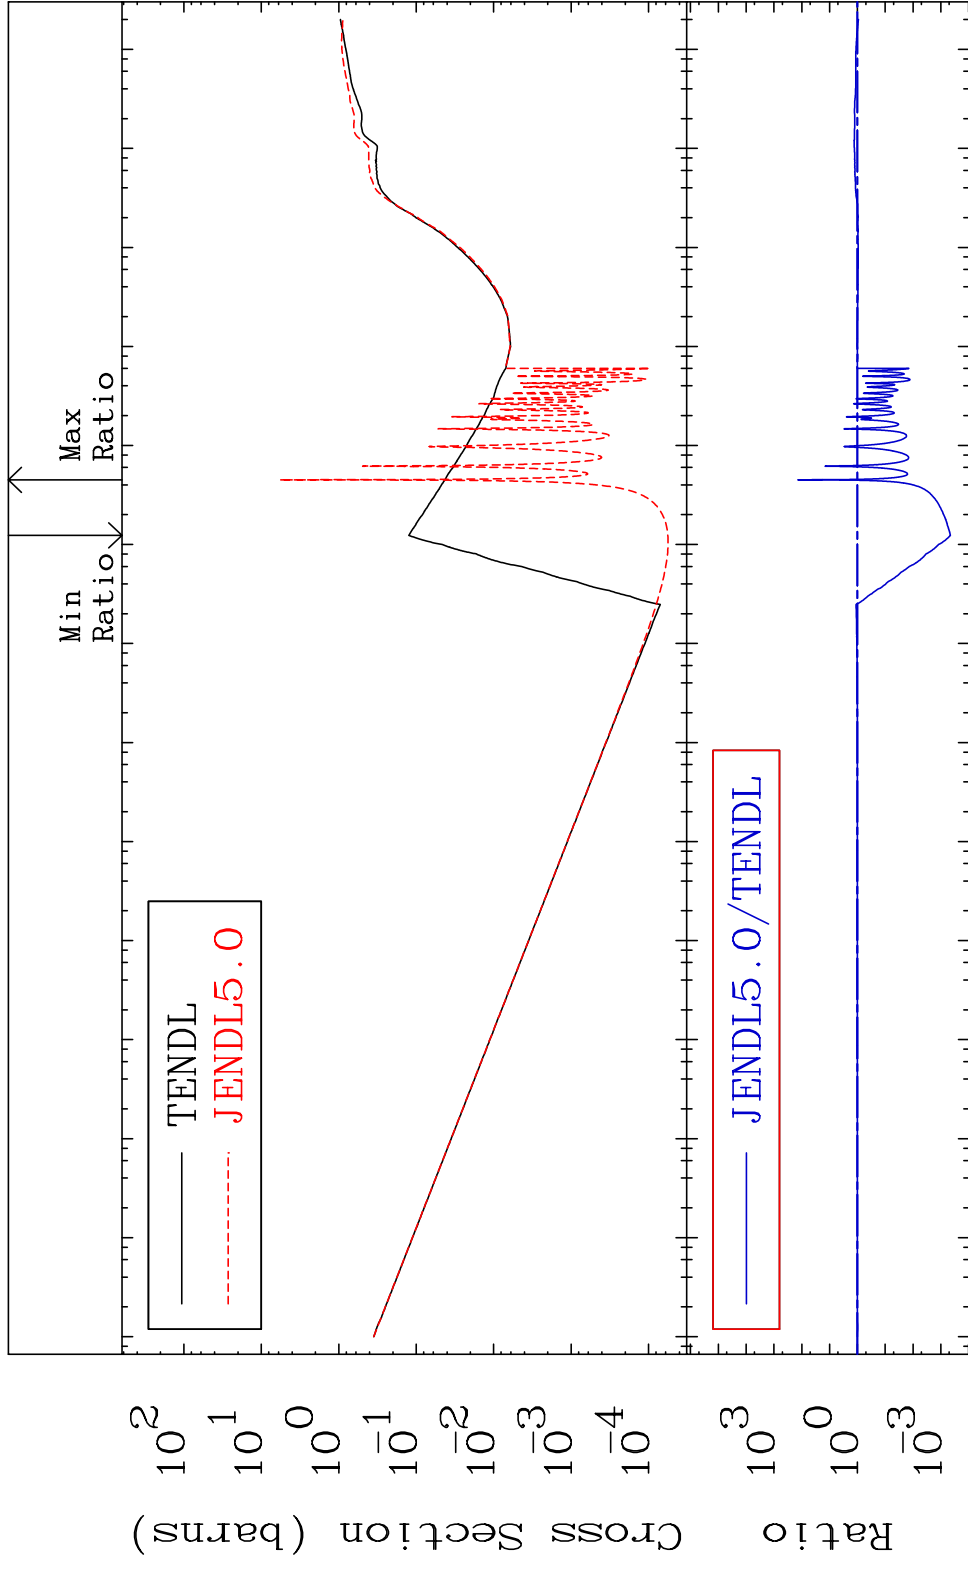 Min
Ratio
Max
Ratio
TENDL
JENDL5.0
JENDL5.0/TENDL
10^2
10^1
10^0
10^-1
10^-2
10^-3
10^-4
10^3
10^0
10^-3
Cross Section (barns)
Ratio